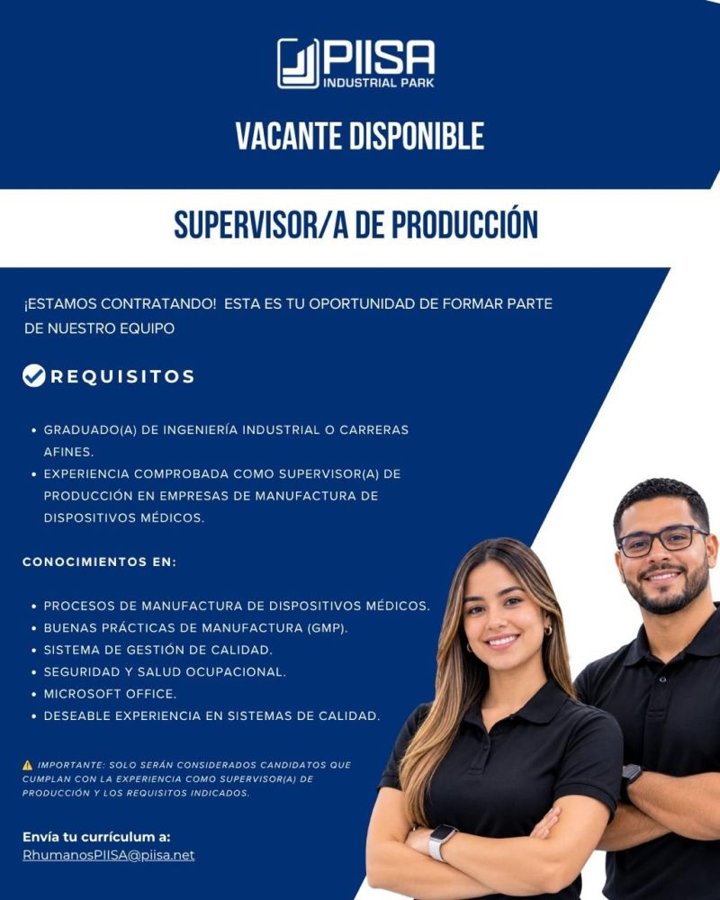 PIISA
INDUSTRIAL PARK
VACANTE DISPONIBLE
SUPERVISOR/A DE PRODUCCIÓN
¡ESTAMOS CONTRATANDO! ESTA ES TU OPORTUNIDAD DE FORMAR PARTE
DE NUESTRO EQUIPO
REQUISITOS
• GRADUADO(A) DE INGENIERÍA INDUSTRIAL O CARRERAS
AFINES.
• EXPERIENCIA COMPROBADA COMO SUPERVISOR(A) DE
PRODUCCIÓN EN EMPRESAS DE MANUFACTURA DE
DISPOSITIVOS MÉDICOS.
CONOCIMIENTOS EN:
• PROCESOS DE MANUFACTURA DE DISPOSITIVOS MÉDICOS.
• BUENAS PRÁCTICAS DE MANUFACTURA (GMP).
• SISTEMA DE GESTIÓN DE CALIDAD.
• SEGURIDAD Y SALUD OCUPACIONAL.
• MICROSOFT OFFICE.
• DESEABLE EXPERIENCIA EN SISTEMAS DE CALIDAD.
⚠ IMPORTANTE: SOLO SERÁN CONSIDERADOS CANDIDATOS QUE
CUMPLAN CON LA EXPERIENCIA COMO SUPERVISOR(A) DE
PRODUCCIÓN Y LOS REQUISITOS INDICADOS.
Envía tu currículum a:
RhumanosPIISA@piisa.net